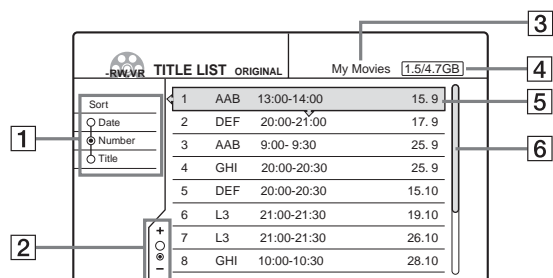 3
-RWVR TITLE LIST ORIGINAL My Movies 1.5/4.7GB 4
Sort
Date
Number
Title
1
2
+
−
1 AAB 13:00-14:00 15. 9 5
2 DEF 20:00-21:00 17. 9
3 AAB 9:00- 9:30 25. 9 6
4 GHI 20:00-20:30 25. 9
5 DEF 20:00-20:30 15.10
6 L3 21:00-21:30 19.10
7 L3 21:00-21:30 26.10
8 GHI 10:00-10:30 28.10